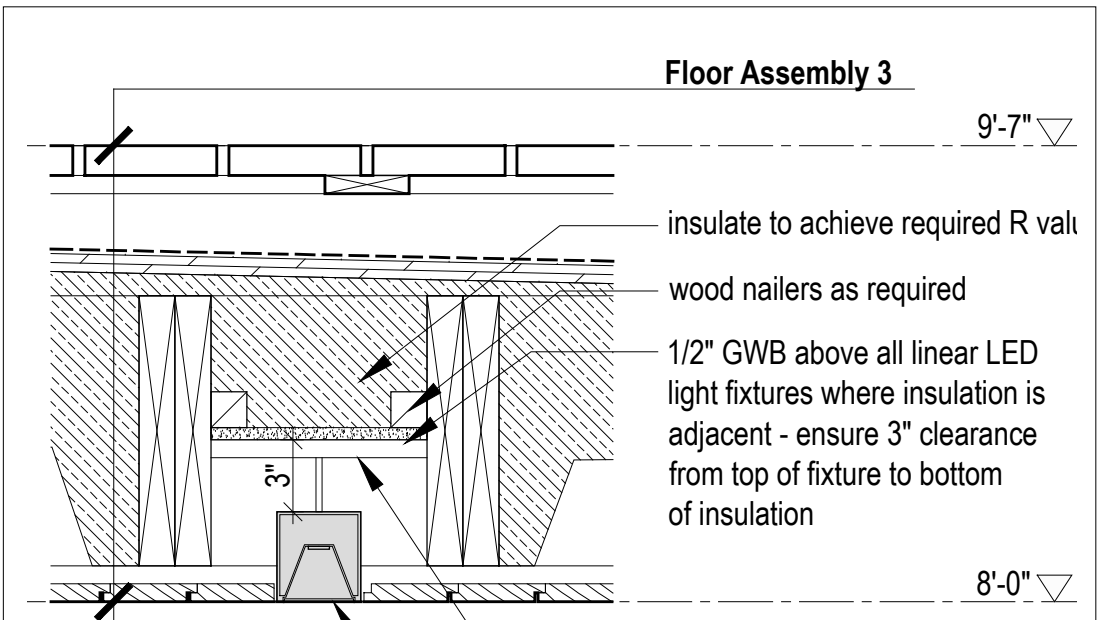 Floor Assembly 3
9'-7"
insulate to achieve required R valu
wood nailers as required
1/2" GWB above all linear LED
light fixtures where insulation is
adjacent - ensure 3" clearance
from top of fixture to bottom
of insulation
3"
8'-0"